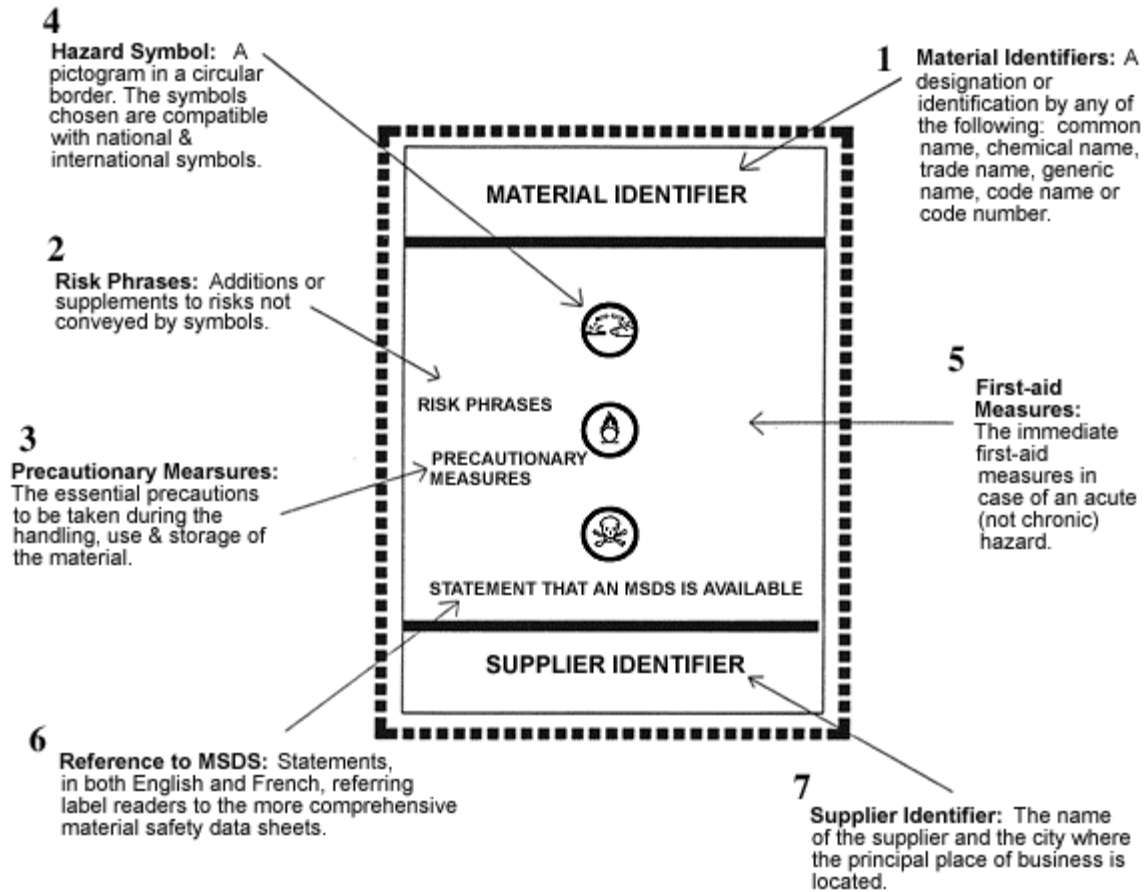 4
Hazard Symbol: A
pictogram in a circular
border. The symbols
chosen are compatible
with national &
international symbols.
1
Material Identifiers: A
designation or
identification by any of
the following: common
name, chemical name,
trade name, generic
name, code name or
code number.
MATERIAL IDENTIFIER
2
Risk Phrases: Additions or
supplements to risks not
conveyed by symbols.
RISK PHRASES
5
First-aid
Measures:
The immediate
first-aid
measures in
case of an acute
(not chronic)
hazard.
3
Precautionary Mearsures:
The essential precautions
to be taken during the
handling, use & storage of
the material.
PRECAUTIONARY
MEASURES
STATEMENT THAT AN MSDS IS AVAILABLE
SUPPLIER IDENTIFIER
6
Reference to MSDS: Statements,
in both English and French, referring
label readers to the more comprehensive
material safety data sheets.
7
Supplier Identifier: The name
of the supplier and the city where
the principal place of business is
located.